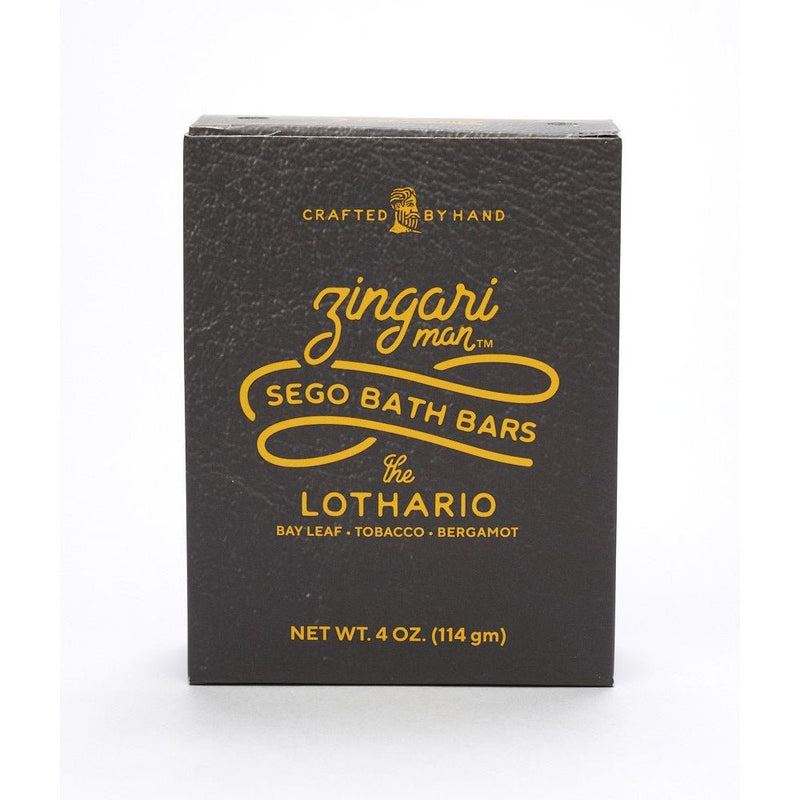 CRAFTED BY HAND
zingari
man™
SEGO BATH BARS
the
LOTHARIO
BAY LEAF • TOBACCO • BERGAMOT
NET WT. 4 OZ. (114 gm)